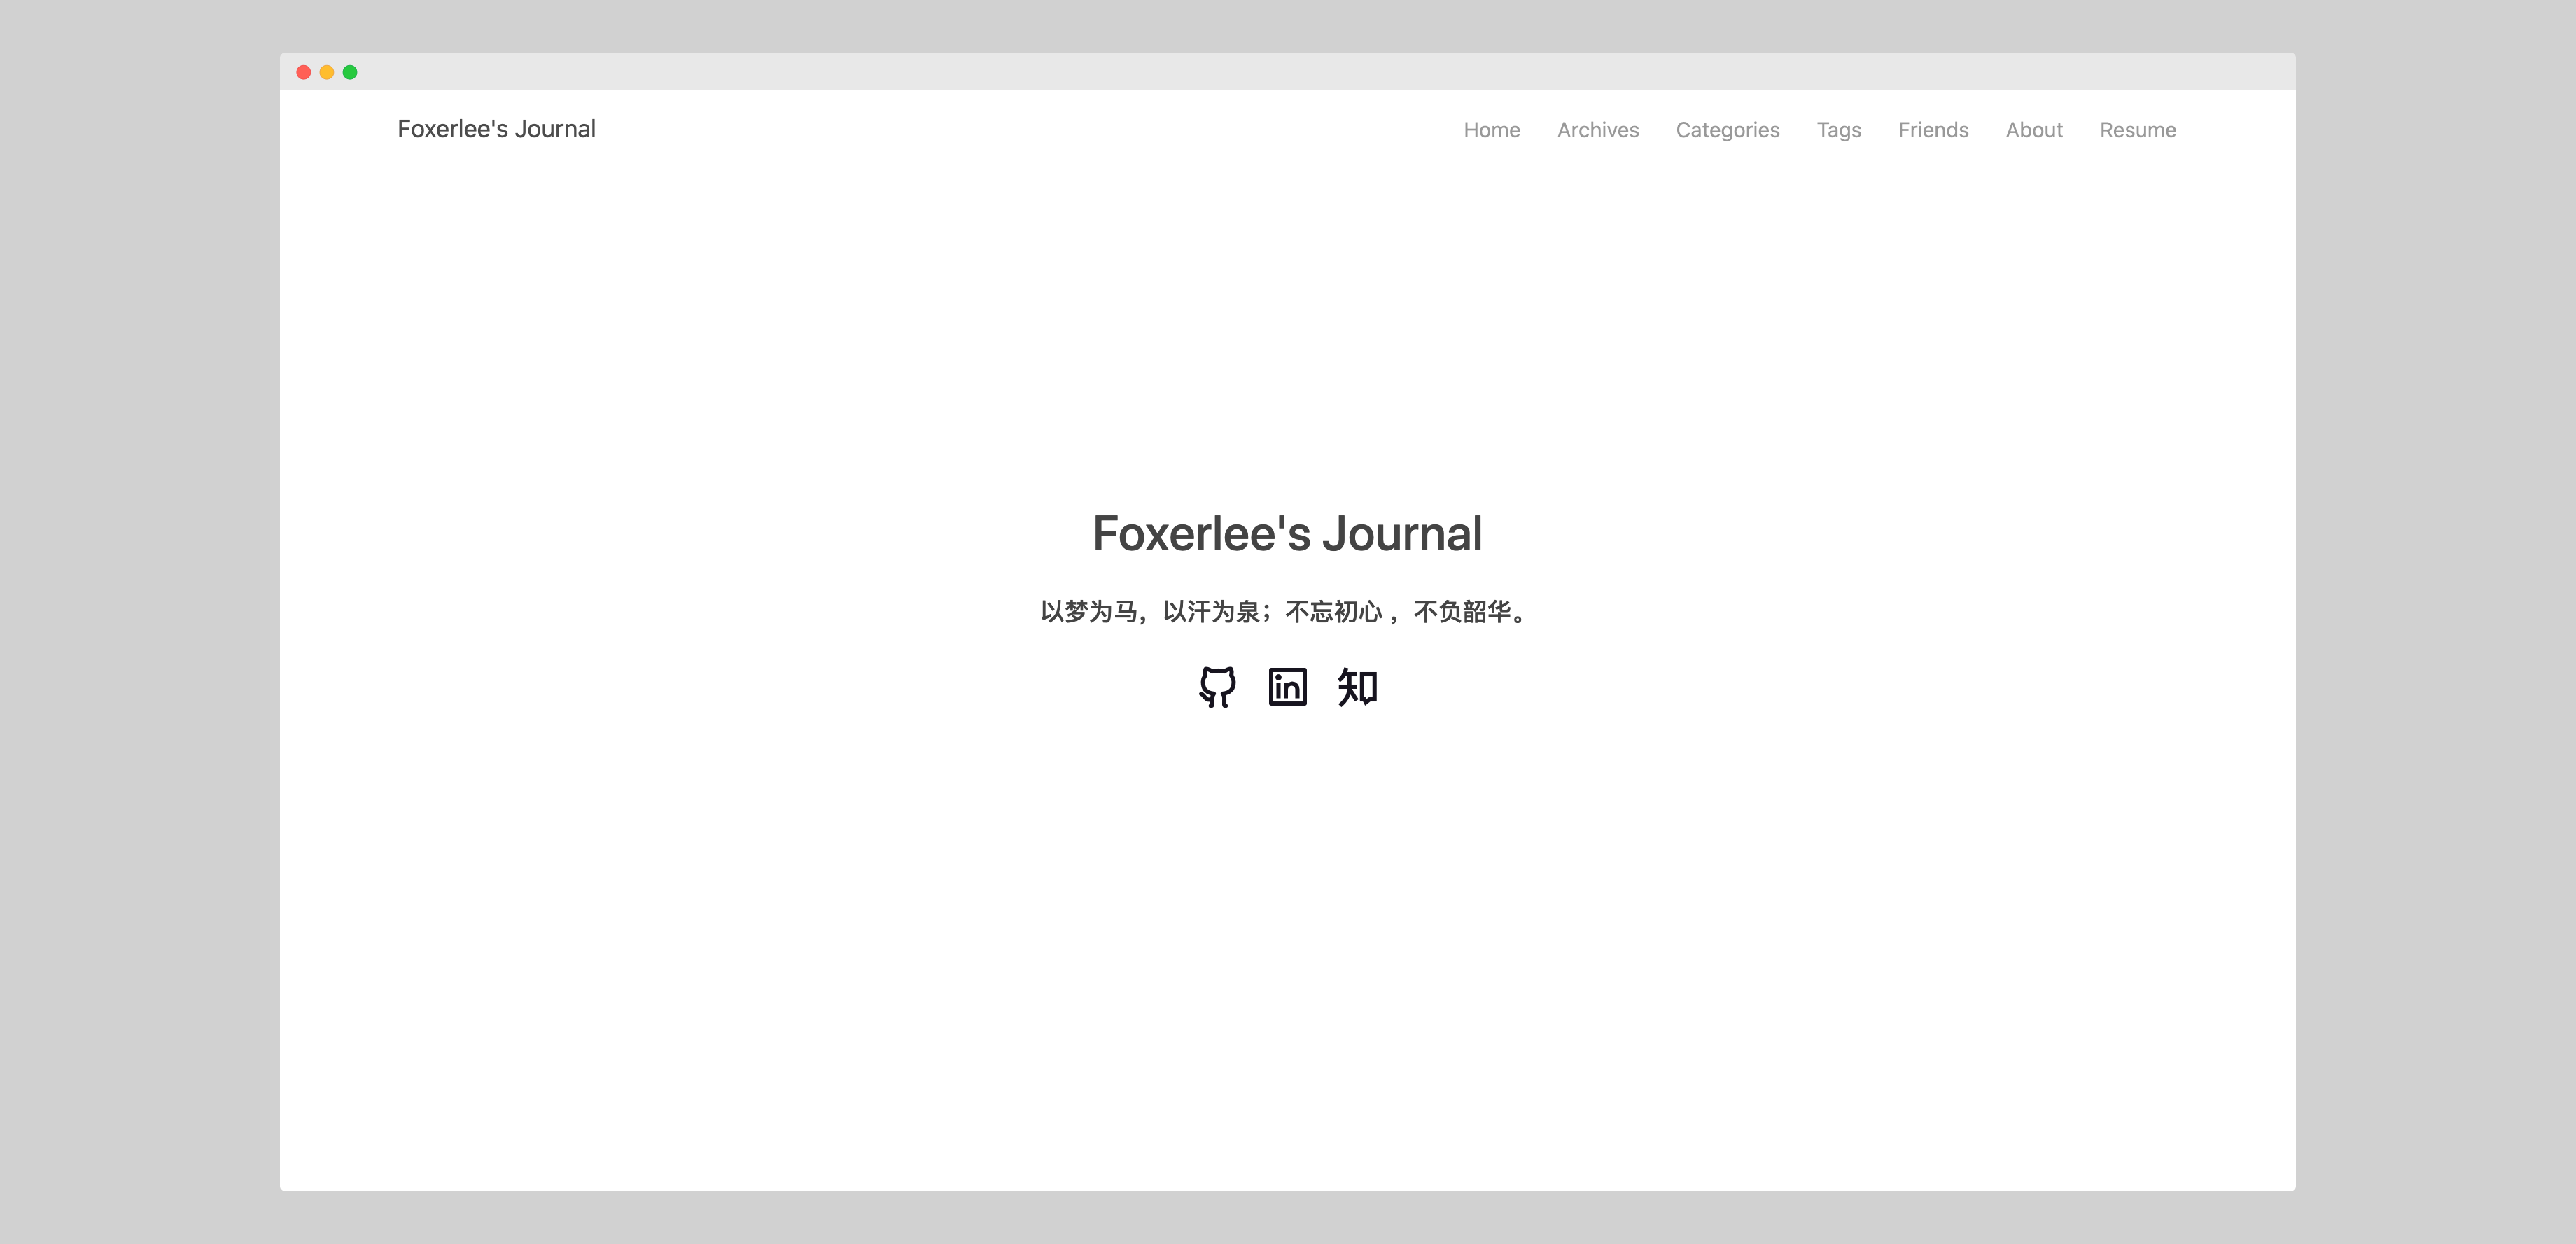 Foxerlee's Journal
Home Archives Categories Tags Friends About Resume
Foxerlee's Journal
以梦为马，以汗为泉；不忘初心 ，不负韶华。
in 知